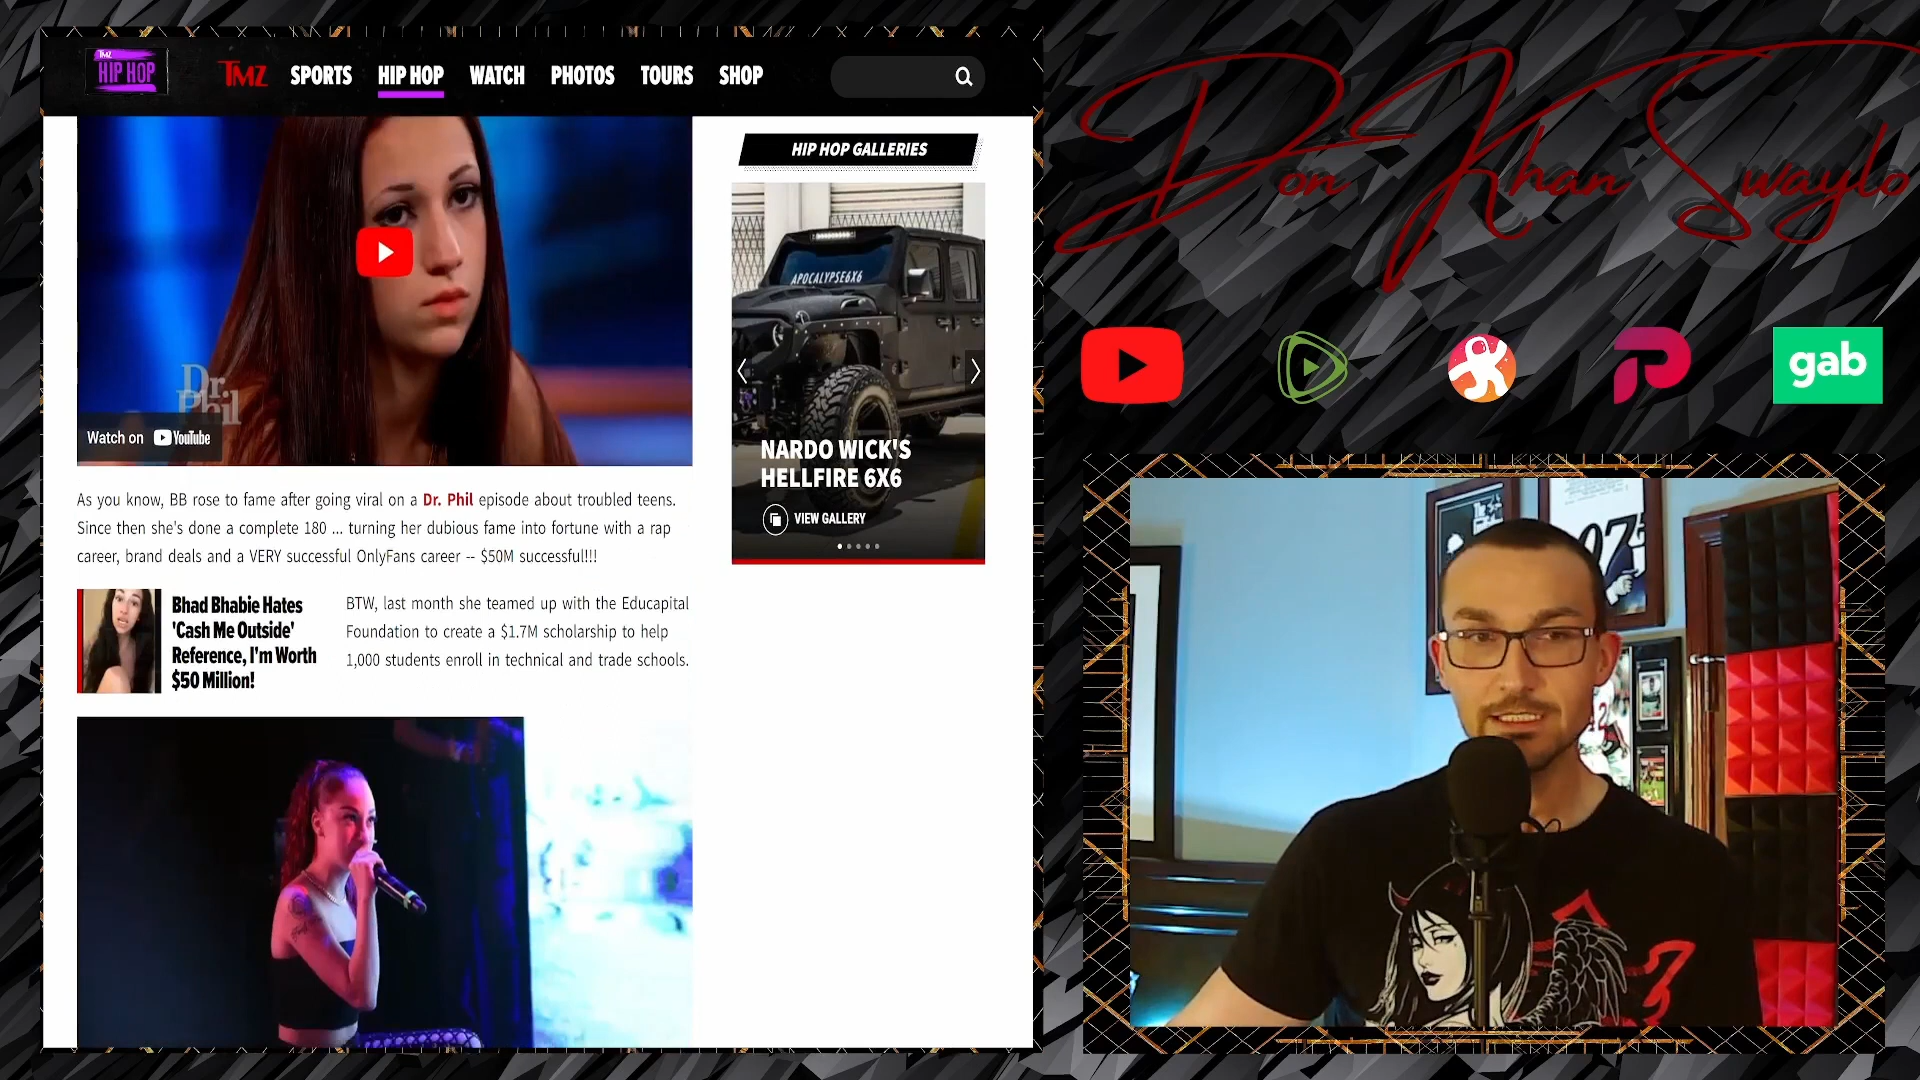 TMZ
HIP HOP
TMZ SPORTS HIP HOP WATCH PHOTOS TOURS SHOP
Dr.
Phil
Watch on YouTube
As you know, BB rose to fame after going viral on a Dr. Phil episode about troubled teens.
Since then she's done a complete 180 ... turning her dubious fame into fortune with a rap
career, brand deals and a VERY successful OnlyFans career -- $50M successful!!!
Bhad Bhabie Hates
'Cash Me Outside'
Reference, I'm Worth
$50 Million!
BTW, last month she teamed up with the Educapital
Foundation to create a $1.7M scholarship to help
1,000 students enroll in technical and trade schools.
HIP HOP GALLERIES
APOCALYPSE6X6
NARDO WICK'S
HELLFIRE 6X6
VIEW GALLERY
Don Khan Swaylo
gab